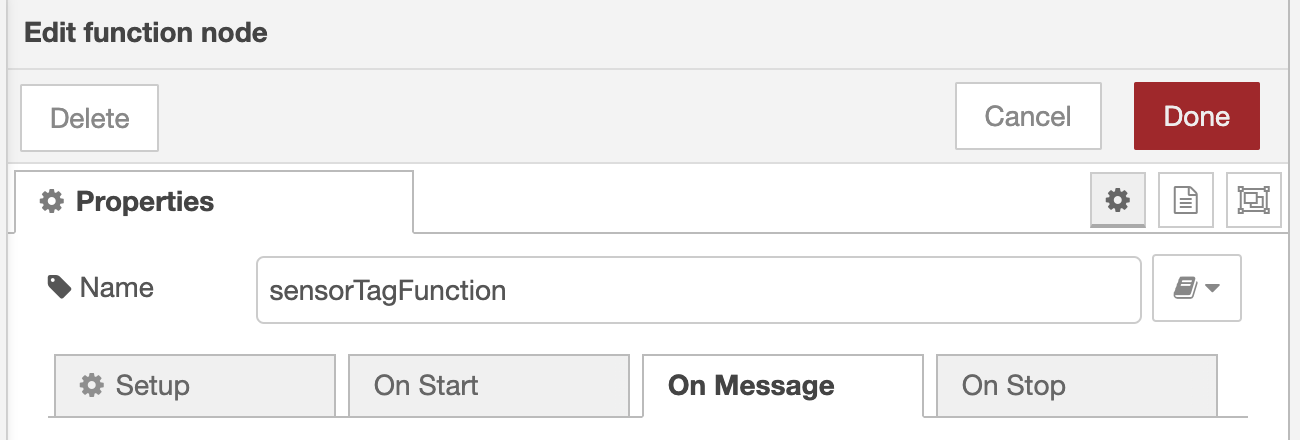 Edit function node
Delete
Cancel
Done
Properties
Name
sensorTagFunction
Setup
On Start
On Message
On Stop